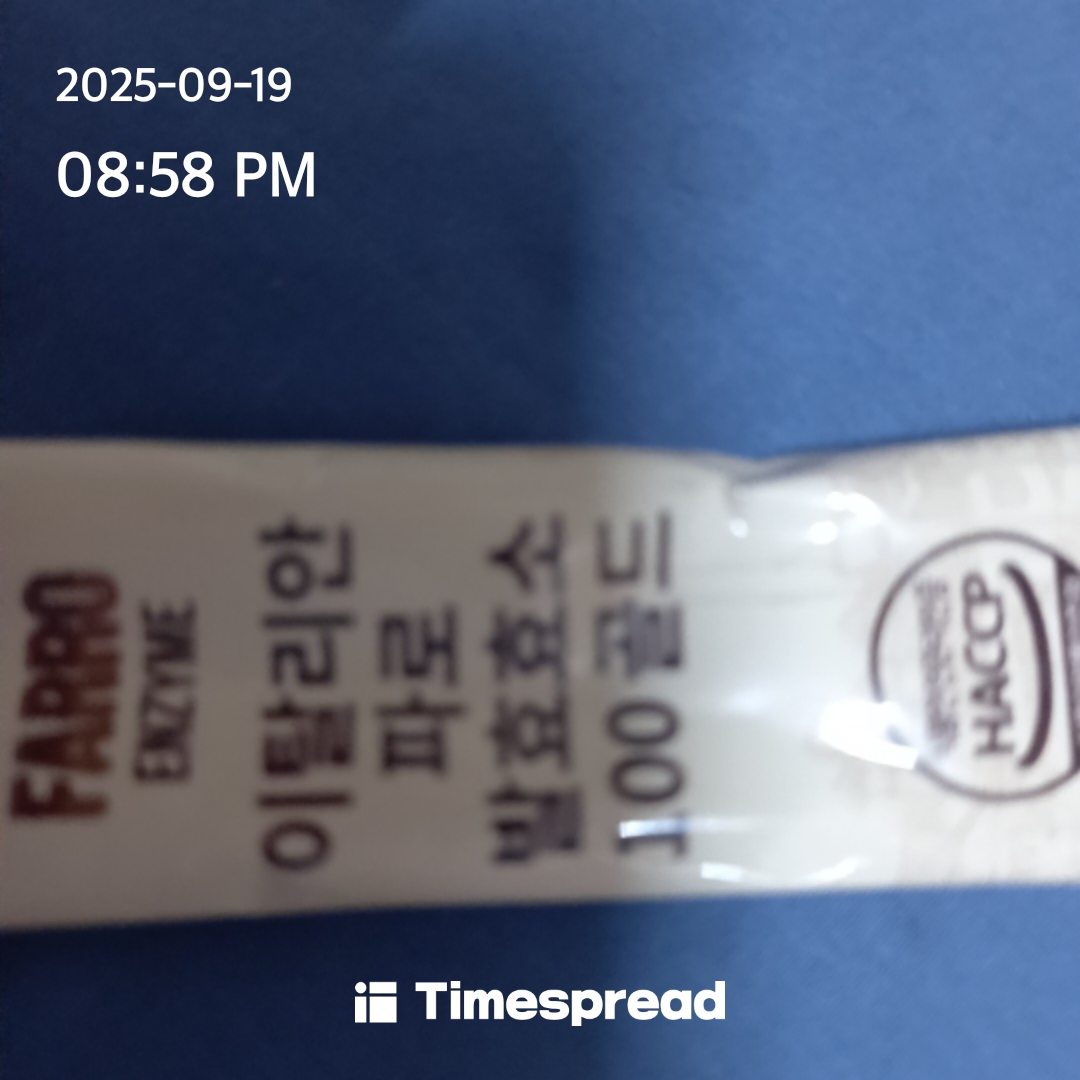 2025-09-19
08:58 PM
FARRO
ENZYME
이탈리안
파로
발효효소
100 골드
HACCP
Timespread